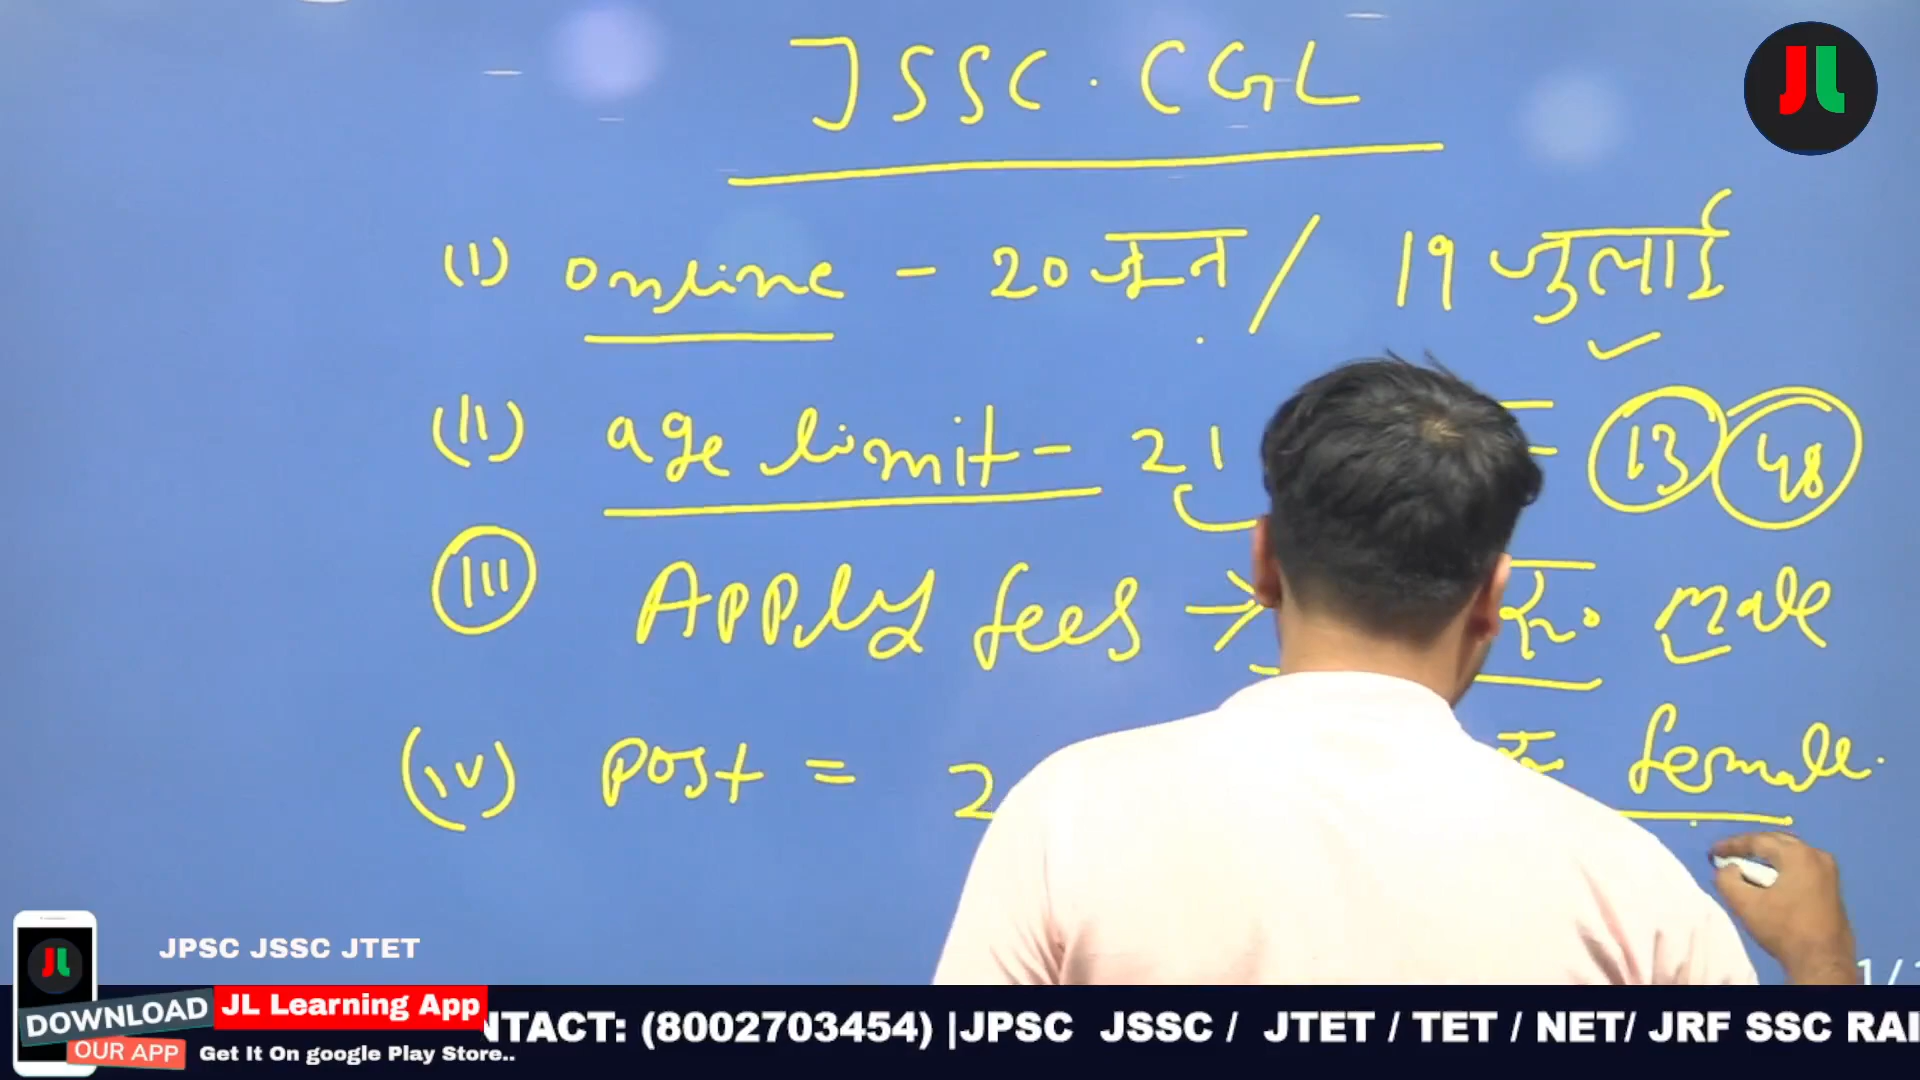 JSSC. CGL
JL
(I) online - 20 जून / 19 जुलाई
(II) age limit - 21 = 13 48
III Apply fees → रु० male
(IV) post = 2 female.
JPSC JSSC JTET
JL
DOWNLOAD
OUR APP
JL Learning App
Get It On google Play Store..
NTACT: (8002703454) |JPSC JSSC / JTET / TET / NET/ JRF SSC RAI